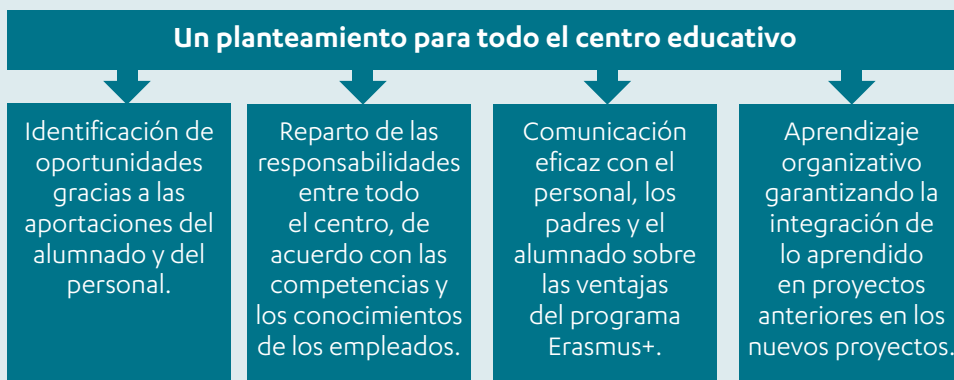 Un planteamiento para todo el centro educativo
Identificación de
oportunidades
gracias a las
aportaciones del
alumnado y del
personal.
Reparto de las
responsabilidades
entre todo
el centro, de
acuerdo con las
competencias y
los conocimientos
de los empleados.
Comunicación
eficaz con el
personal, los
padres y el
alumnado sobre
las ventajas
del programa
Erasmus+.
Aprendizaje
organizativo
garantizando la
integración de
lo aprendido
en proyectos
anteriores en los
nuevos proyectos.